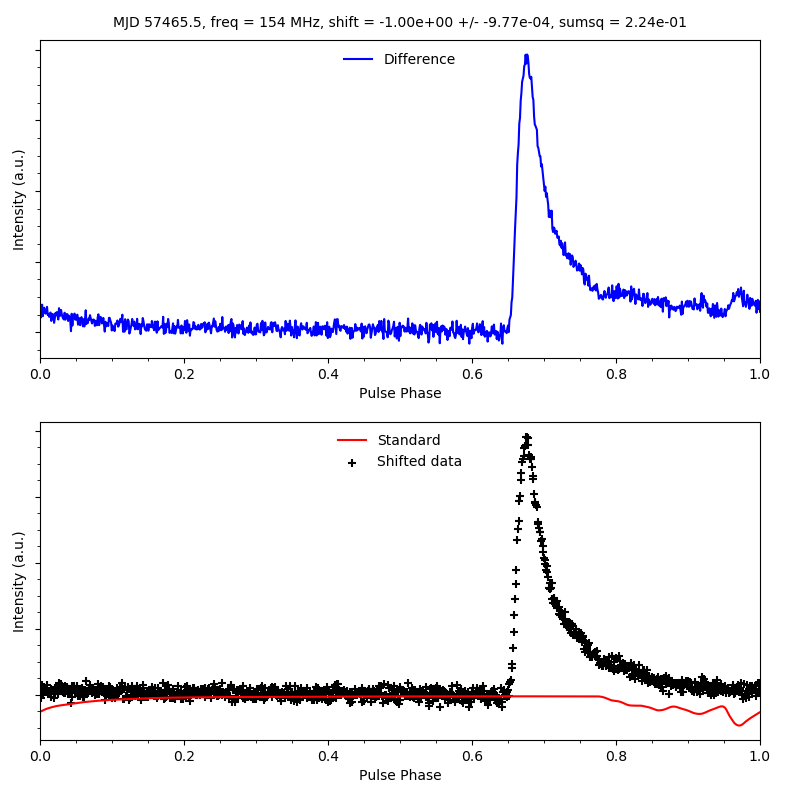 MJD 57465.5, freq = 154 MHz, shift = -1.00e+00 +/- -9.77e-04, sumsq = 2.24e-01
Difference
Intensity (a.u.)
0.0 0.2 0.4 0.6 0.8 1.0
Pulse Phase
Standard
Shifted data
Intensity (a.u.)
0.0 0.2 0.4 0.6 0.8 1.0
Pulse Phase